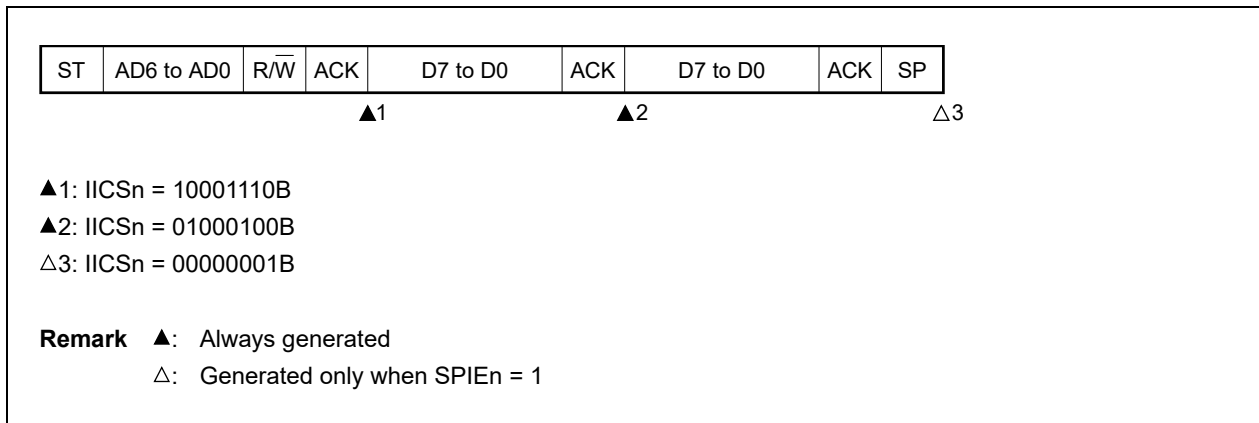 ST AD6 to AD0 R/W̅ ACK D7 to D0 ACK D7 to D0 ACK SP
▲1 ▲2 △3
▲1: IICSn = 10001110B
▲2: IICSn = 01000100B
△3: IICSn = 00000001B
Remark ▲: Always generated
△: Generated only when SPIEn = 1